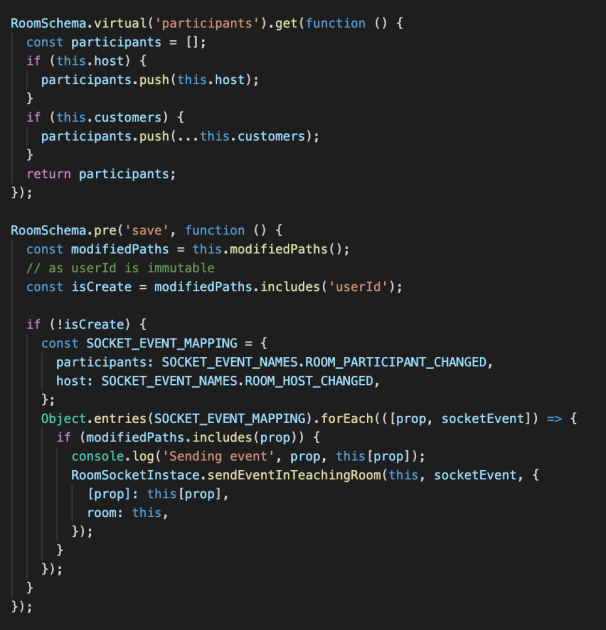 RoomSchema.virtual('participants').get(function () {
  const participants = [];
  if (this.host) {
    participants.push(this.host);
  }
  if (this.customers) {
    participants.push(...this.customers);
  }
  return participants;
});

RoomSchema.pre('save', function () {
  const modifiedPaths = this.modifiedPaths();
  // as userId is immutable
  const isCreate = modifiedPaths.includes('userId');

  if (!isCreate) {
    const SOCKET_EVENT_MAPPING = {
      participants: SOCKET_EVENT_NAMES.ROOM_PARTICIPANT_CHANGED,
      host: SOCKET_EVENT_NAMES.ROOM_HOST_CHANGED,
    };
    Object.entries(SOCKET_EVENT_MAPPING).forEach(([prop, socketEvent]) => {
      if (modifiedPaths.includes(prop)) {
        console.log('Sending event', prop, this[prop]);
        RoomSocketInstace.sendEventInTeachingRoom(this, socketEvent, {
          [prop]: this[prop],
          room: this,
        });
      }
    });
  }
});